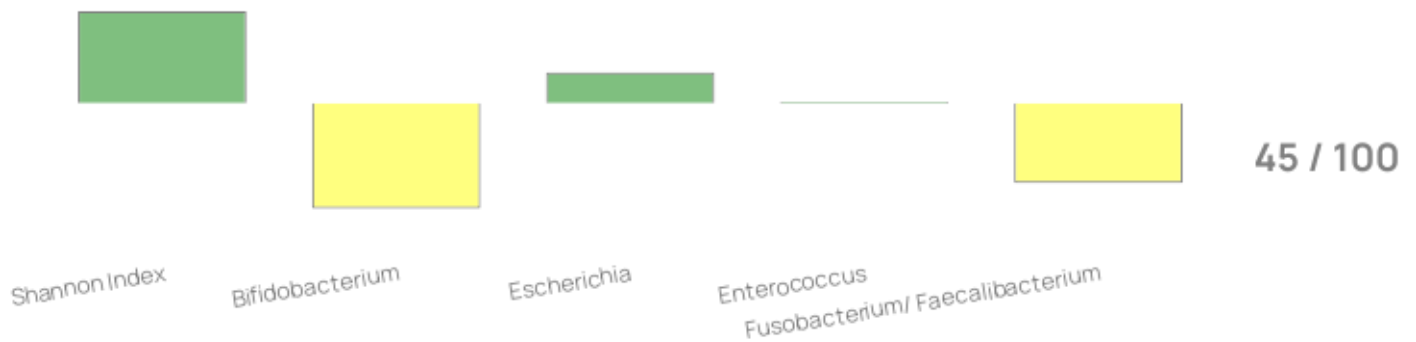 45 / 100
Shannon Index
Bifidobacterium
Escherichia
Enterococcus
Fusobacterium/ Faecalibacterium